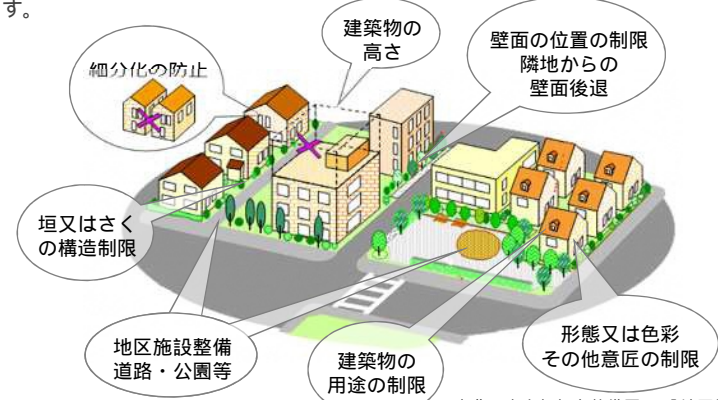 す。
建築物の
高さ
壁面の位置の制限
隣地からの
壁面後退
細分化の防止
垣又はさく
の構造制限
地区施設整備
道路・公園等
建築物の
用途の制限
形態又は色彩
その他意匠の制限